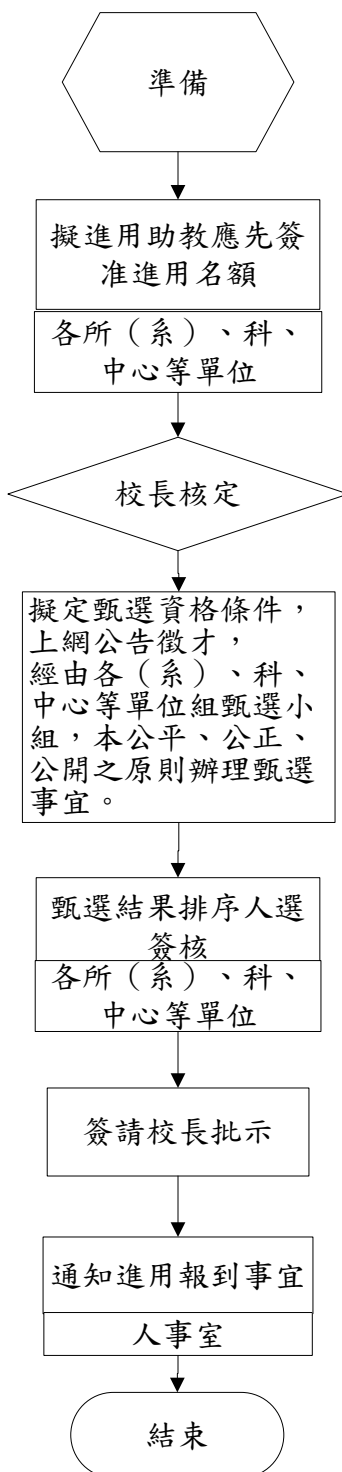 準備
擬進用助教應先簽
准進用名額
各所（系）、科、
中心等單位
校長核定
擬定甄選資格條件，
上網公告徵才，
經由各（系）、科、
中心等單位組甄選小
組，本公平、公正、
公開之原則辦理甄選
事宜。
甄選結果排序人選
簽核
各所（系）、科、
中心等單位
簽請校長批示
通知進用報到事宜
人事室
結束